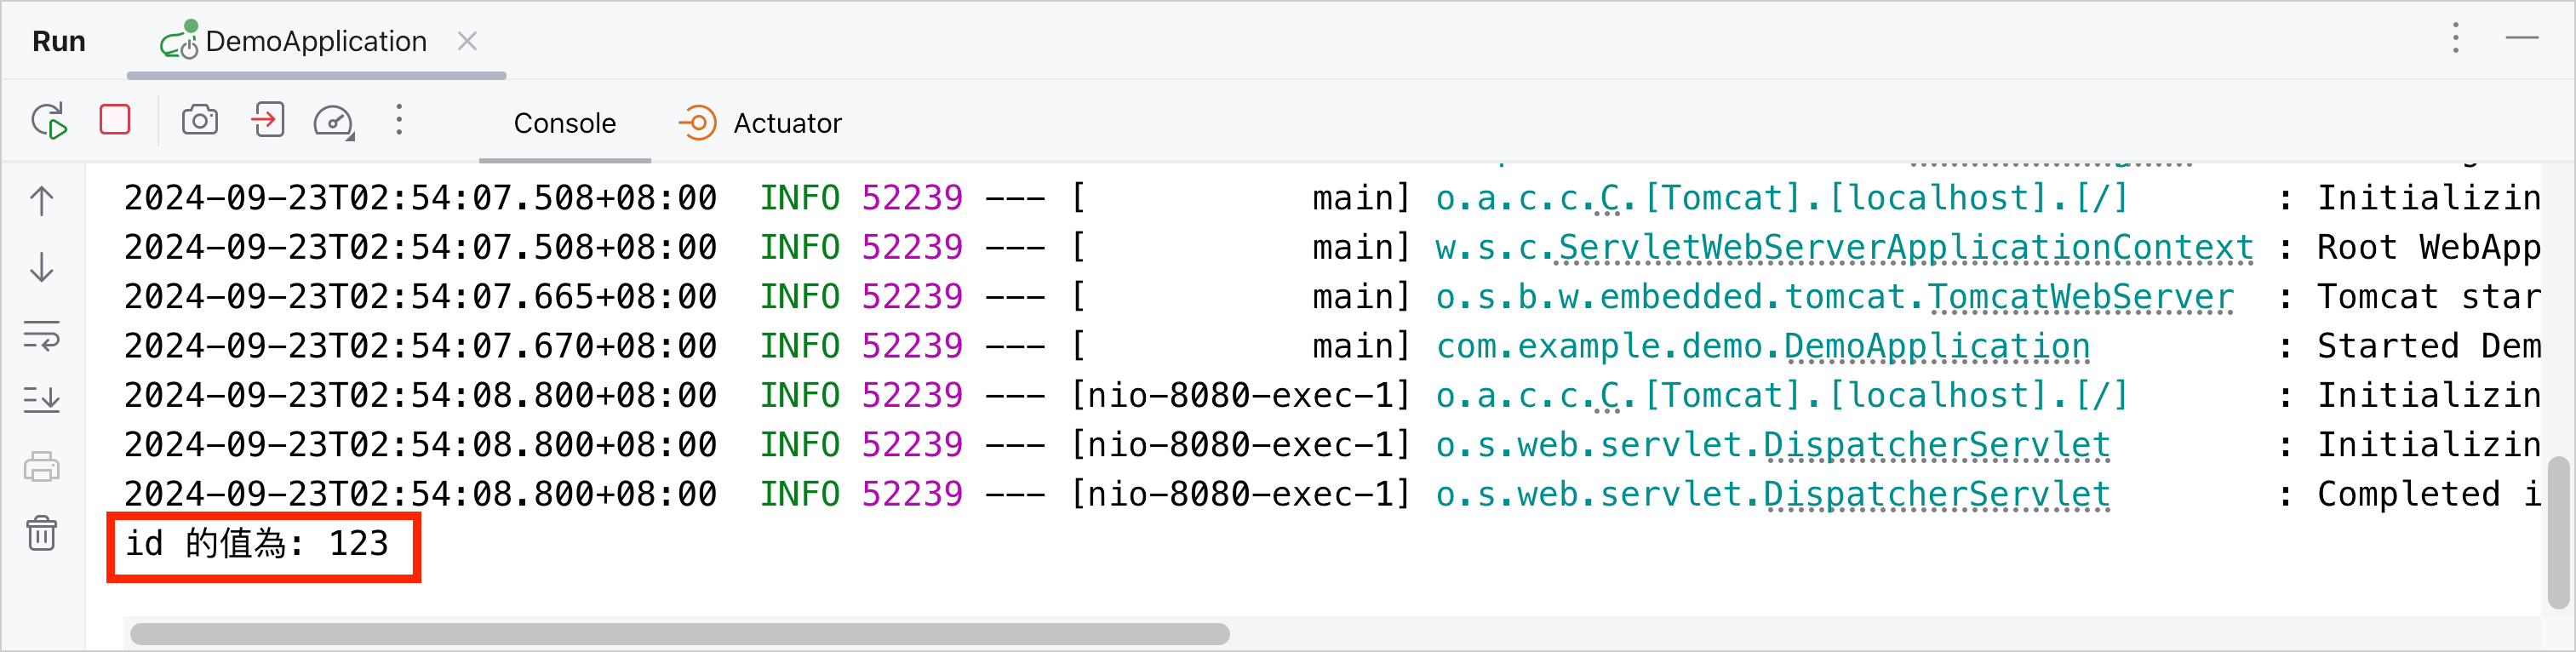 Run DemoApplication
Console Actuator
2024-09-23T02:54:07.508+08:00  INFO 52239 --- [           main] o.a.c.c.C.[Tomcat].[localhost].[/]       : Initializin
2024-09-23T02:54:07.508+08:00  INFO 52239 --- [           main] w.s.c.ServletWebServerApplicationContext : Root WebApp
2024-09-23T02:54:07.665+08:00  INFO 52239 --- [           main] o.s.b.w.embedded.tomcat.TomcatWebServer  : Tomcat star
2024-09-23T02:54:07.670+08:00  INFO 52239 --- [           main] com.example.demo.DemoApplication         : Started Dem
2024-09-23T02:54:08.800+08:00  INFO 52239 --- [nio-8080-exec-1] o.a.c.c.C.[Tomcat].[localhost].[/]       : Initializin
2024-09-23T02:54:08.800+08:00  INFO 52239 --- [nio-8080-exec-1] o.s.web.servlet.DispatcherServlet        : Initializing
2024-09-23T02:54:08.800+08:00  INFO 52239 --- [nio-8080-exec-1] o.s.web.servlet.DispatcherServlet        : Completed i
id 的值為: 123